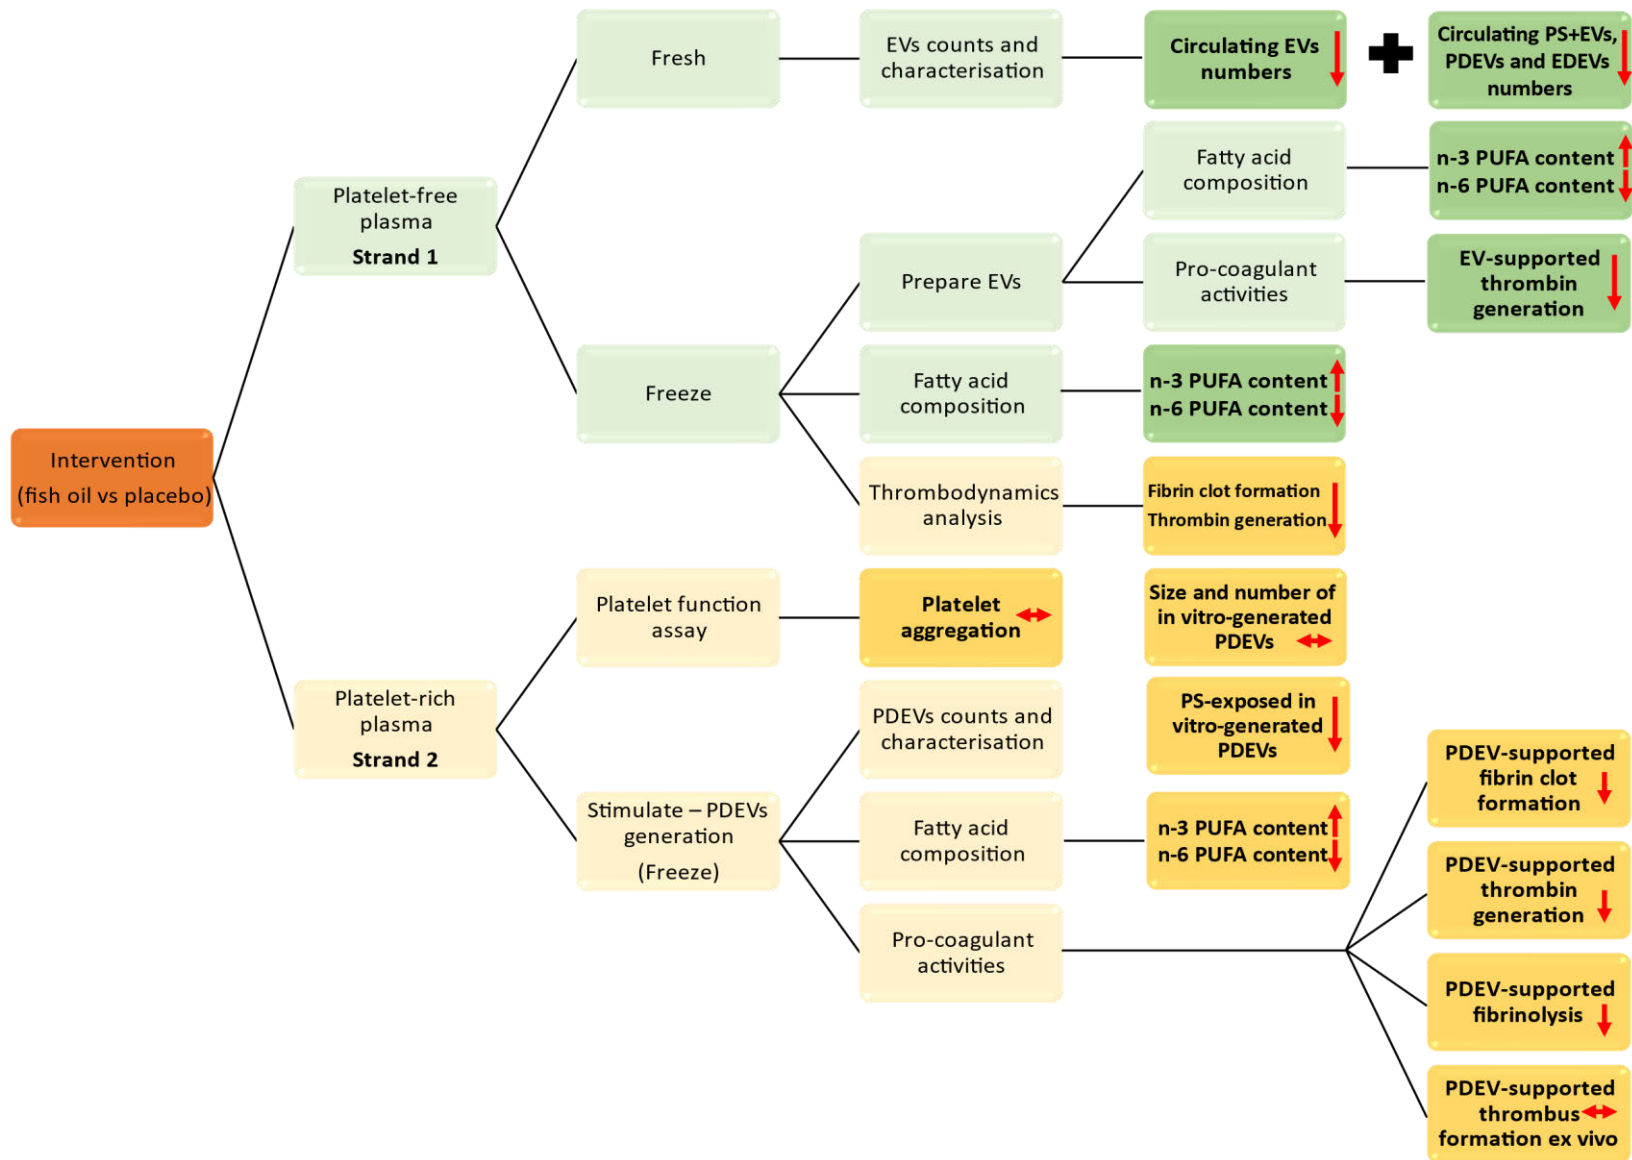 Intervention
(fish oil vs placebo)
Platelet-free
plasma
Strand 1
Fresh
EVs counts and
characterisation
Circulating EVs
numbers
Circulating PS+EVs,
PDEVs and EDEVs
numbers
Freeze
Prepare EVs
Fatty acid
composition
n-3 PUFA content
n-6 PUFA content
Pro-coagulant
activities
EV-supported
thrombin
generation
Fatty acid
composition
n-3 PUFA content
n-6 PUFA content
Thrombodynamics
analysis
Fibrin clot formation
Thrombin generation
Platelet-rich
plasma
Strand 2
Platelet function
assay
Platelet
aggregation
Size and number of
in vitro-generated
PDEVs
Stimulate – PDEVs
generation
(Freeze)
PDEVs counts and
characterisation
PS-exposed in
vitro-generated
PDEVs
Fatty acid
composition
n-3 PUFA content
n-6 PUFA content
Pro-coagulant
activities
PDEV-supported
fibrin clot
formation
PDEV-supported
thrombin
generation
PDEV-supported
fibrinolysis
PDEV-supported
thrombus
formation ex vivo